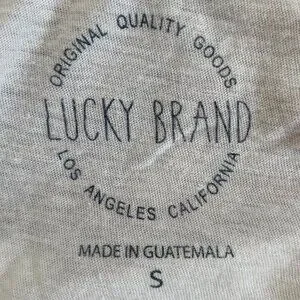 ORIGINAL QUALITY GOODS
LUCKY BRAND
LOS ANGELES CALIFORNIA
MADE IN GUATEMALA
S